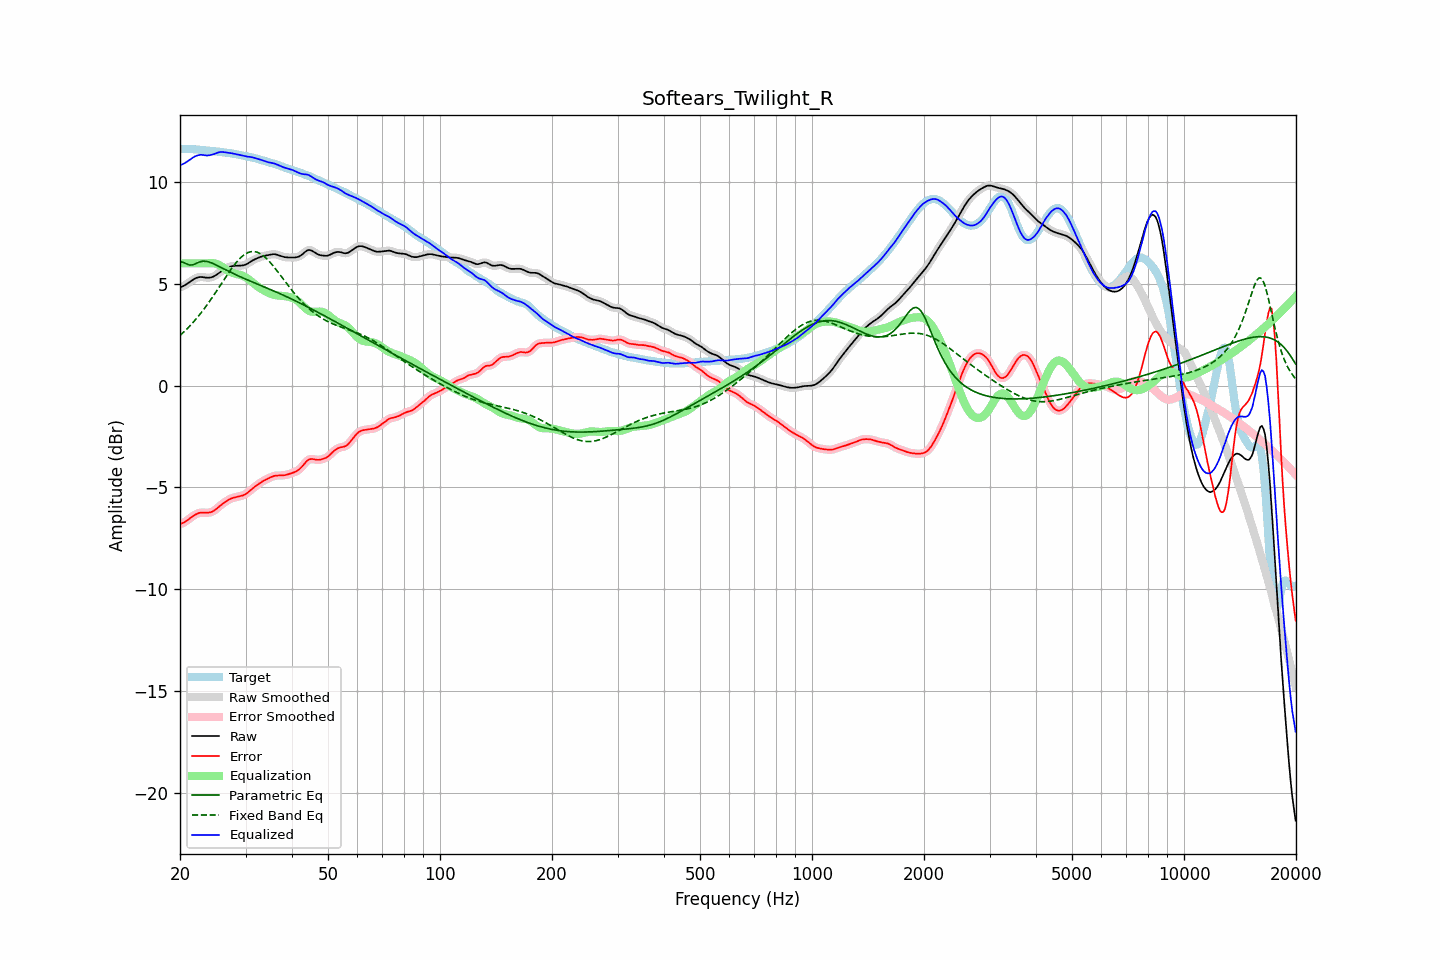 Softears_Twilight_R
Amplitude (dBr)
10
5
0
−5
−10
−15
−20
Target
Raw Smoothed
Error Smoothed
Raw
Error
Equalization
Parametric Eq
Fixed Band Eq
Equalized
20 50 100 200 500 1000 2000 5000 10000 20000
Frequency (Hz)